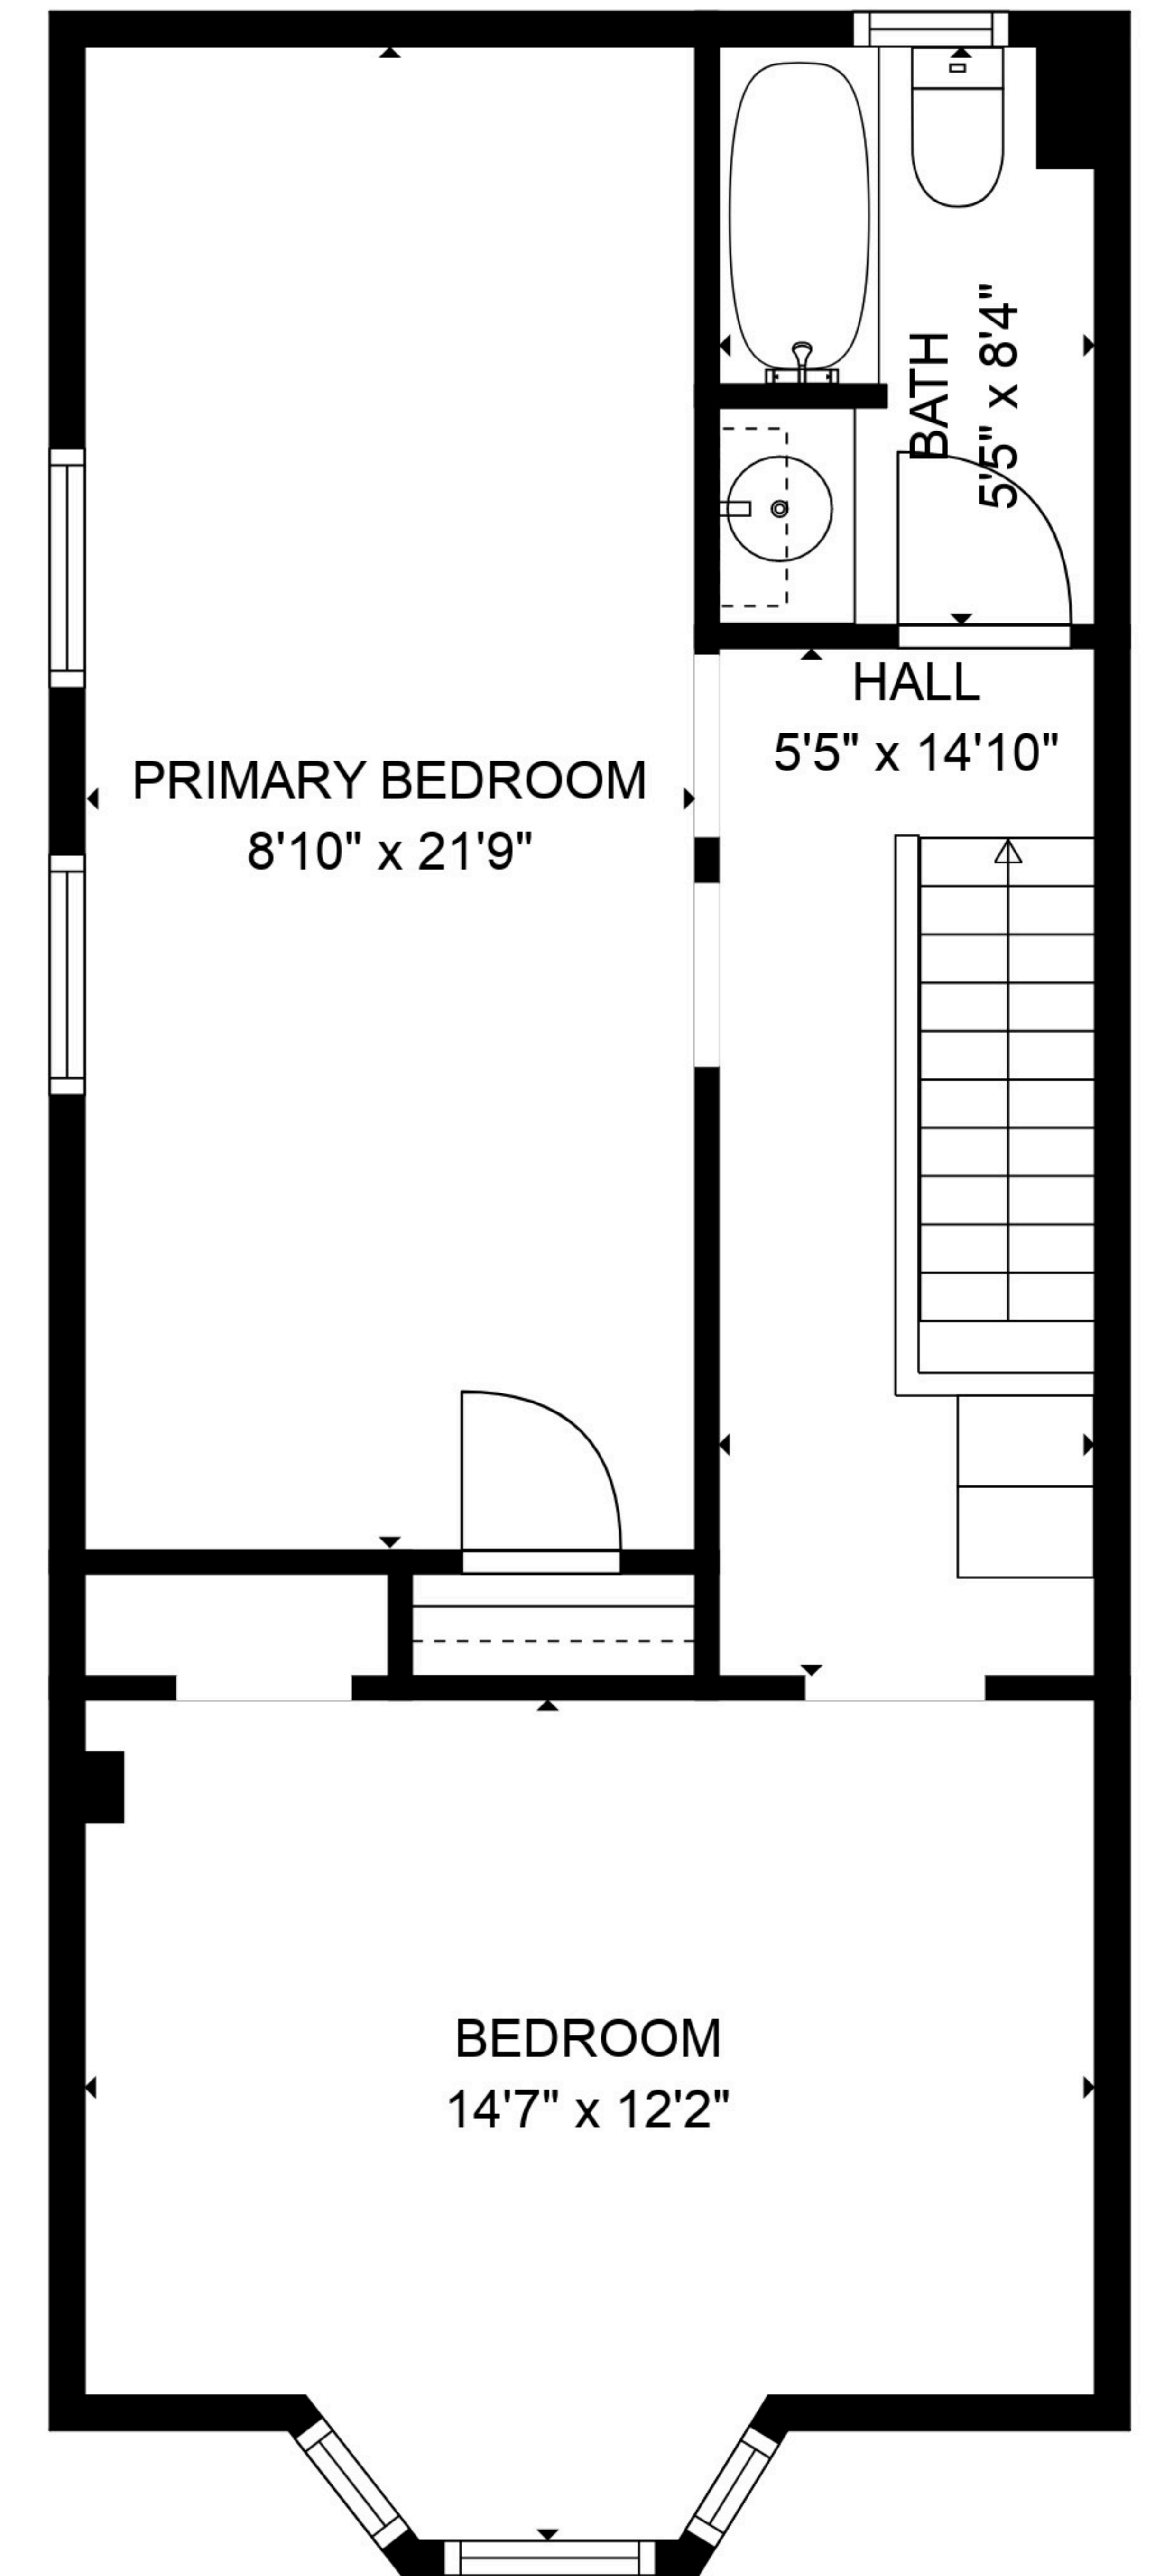 BATH
5'5" x 8'4"
HALL
5'5" x 14'10"
PRIMARY BEDROOM
8'10" x 21'9"
BEDROOM
14'7" x 12'2"